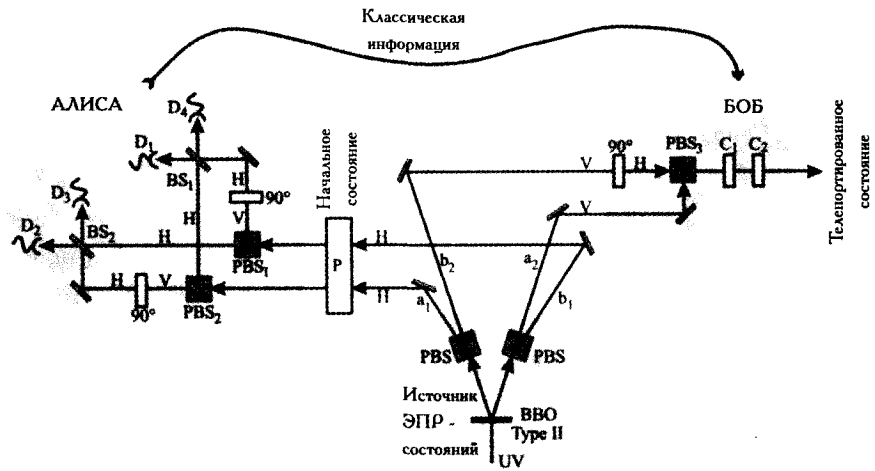 Классическая
информация
АЛИСА
БОБ
D4
D1
BS1
H
90°
H
V
D3
D2
BS2
H
PBS1
H
V
90°
PBS2
Начальное
состояние
P
H
H
a1
b2
a2
b1
V
90°
H
PBS3
C1
C2
V
Телепортированное
состояние
PBS
PBS
Источник
ЭПР -
состояний
BBO
Type II
UV